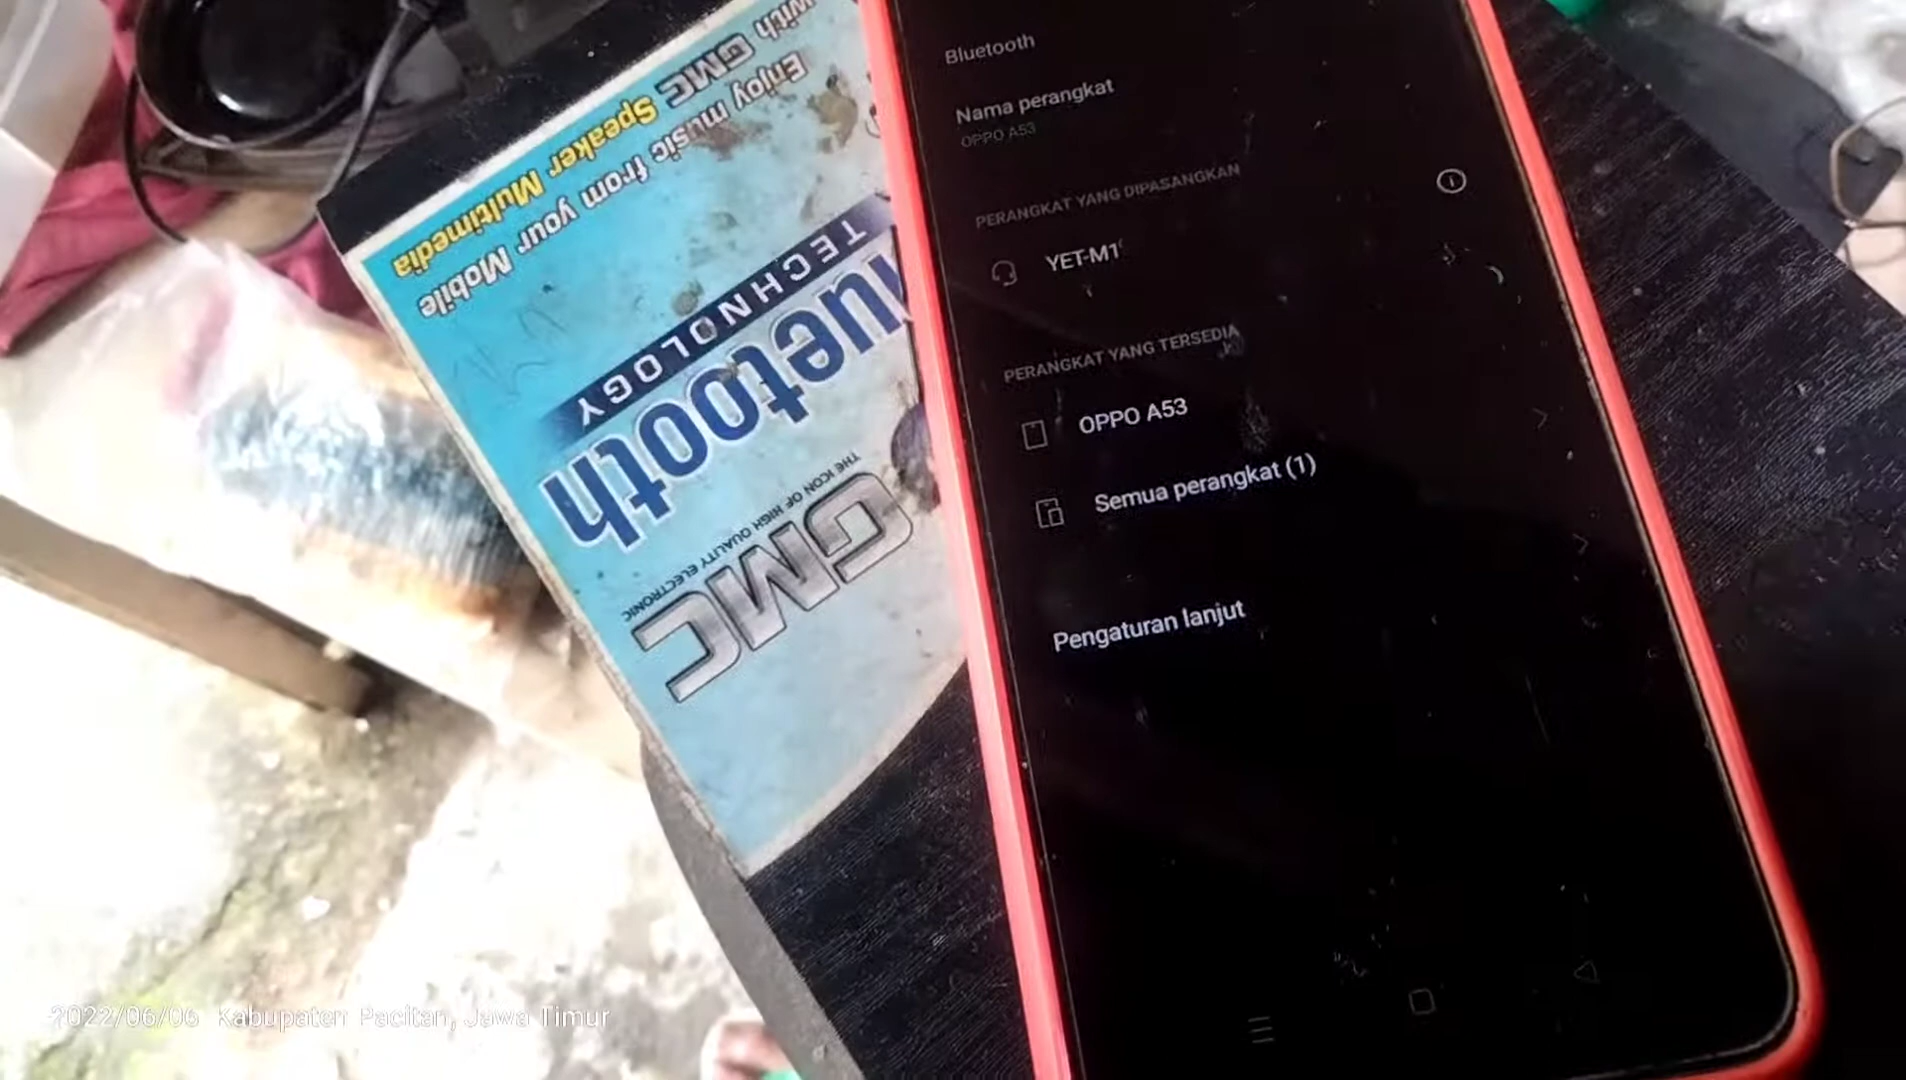 Bluetooth
Nama perangkat
OPPO A53
PERANGKAT YANG DIPASANGKAN
YET-M1
PERANGKAT YANG TERSEDIA
OPPO A53
Semua perangkat (1)
Pengaturan lanjut
GMC
THE ICON OF HIGH QUALITY ELECTRONIC
uetooth
TECHNOLOGY
Enjoy music from your Mobile
with GMC Speaker Multimedia
2022/06/06 Kabupaten Pacitan, Jawa Timur